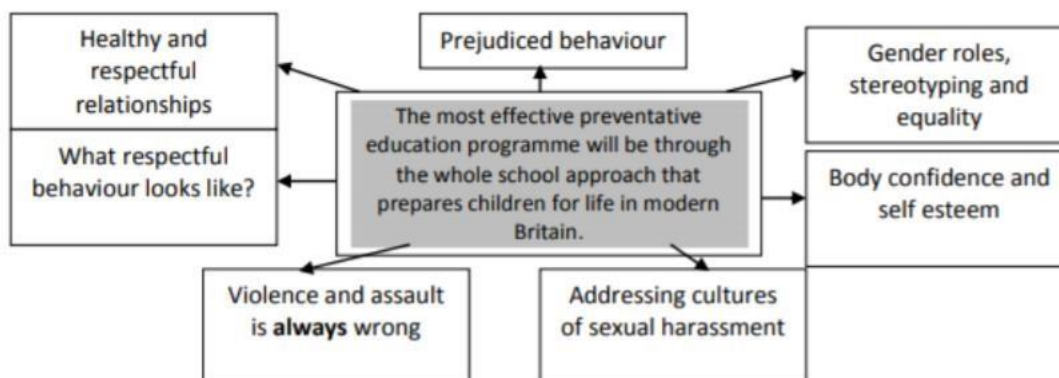 Healthy and
respectful
relationships
Prejudiced behaviour
Gender roles,
stereotyping and
equality
The most effective preventative
education programme will be through
the whole school approach that
prepares children for life in modern
Britain.
What respectful
behaviour looks like?
Body confidence and
self esteem
Violence and assault
is always wrong
Addressing cultures
of sexual harassment